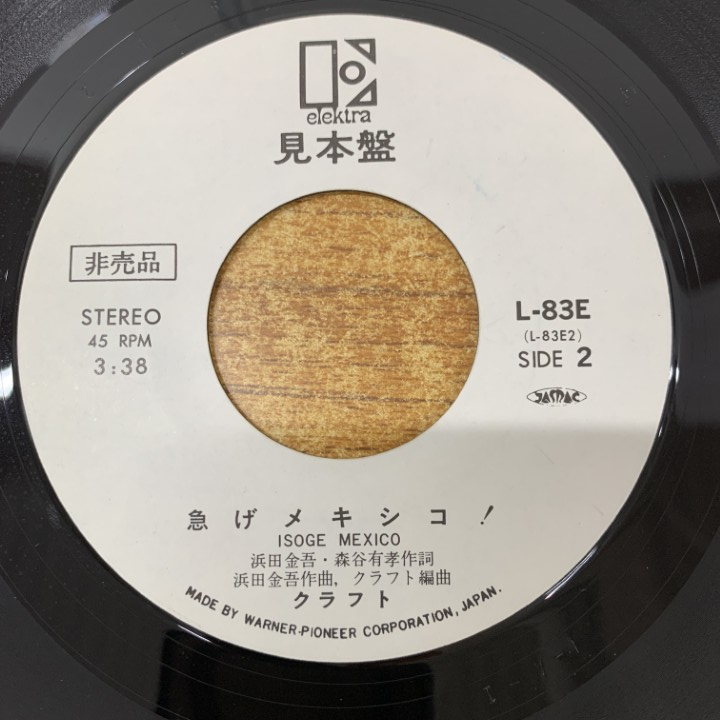 elektra
見本盤
非売品
STEREO
45 RPM
3:38
L-83E
(L-83E2)
SIDE 2
JASRAC
急げメキシコ!
ISOGE MEXICO
浜田金吾・森谷有孝作詞
浜田金吾作曲, クラフト編曲
クラフト
MADE BY WARNER-PIONEER CORPORATION, JAPAN.